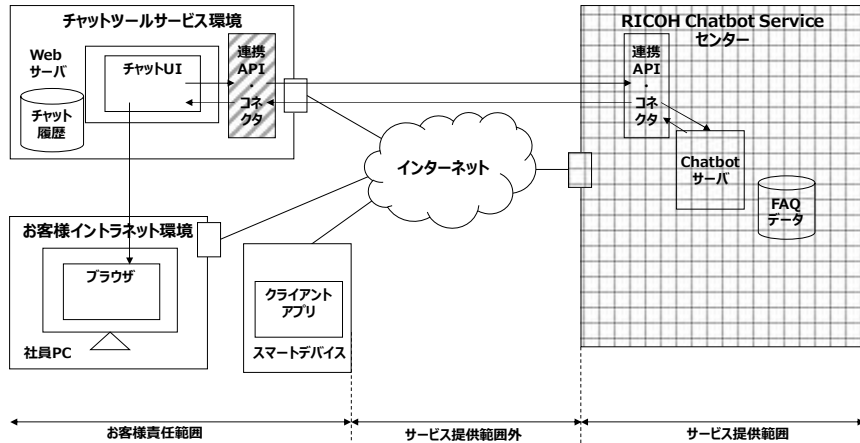 チャットツールサービス環境
Web
サーバ
チャット
履歴
チャットUI
連携
API
・
コネ
クタ
インターネット
RICOH Chatbot Service
センター
連携
API
・
コネ
クタ
Chatbot
サーバ
FAQ
データ
お客様イントラネット環境
ブラウザ
社員PC
クライアント
アプリ
スマートデバイス
お客様責任範囲
サービス提供範囲外
サービス提供範囲